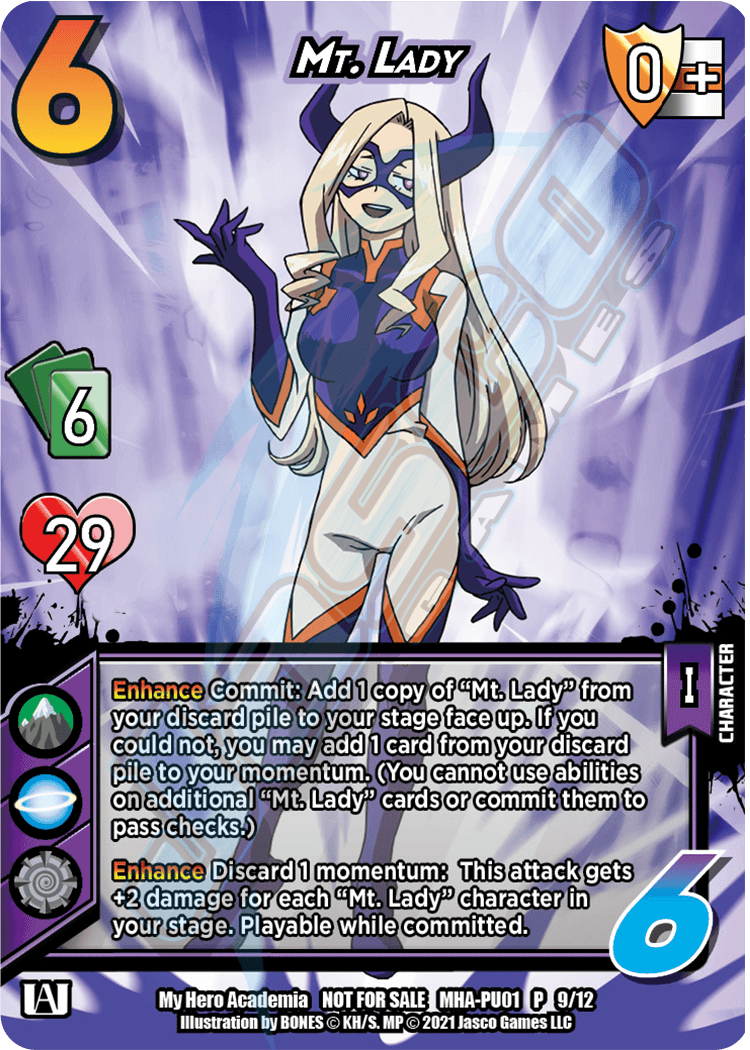 6
MT. LADY
0 +
TM
JASCO
GAMES
6
29
I
CHARACTER
Enhance Commit: Add 1 copy of “Mt. Lady” from
your discard pile to your stage face up. If you
could not, you may add 1 card from your discard
pile to your momentum. (You cannot use abilities
on additional “Mt. Lady” cards or commit them to
pass checks.)
Enhance Discard 1 momentum: This attack gets
+2 damage for each “Mt. Lady” character in
your stage. Playable while committed.
6
UA
My Hero Academia NOT FOR SALE MHA-PU01 P 9/12
Illustration by BONES © KH/S. MP © 2021 Jasco Games LLC